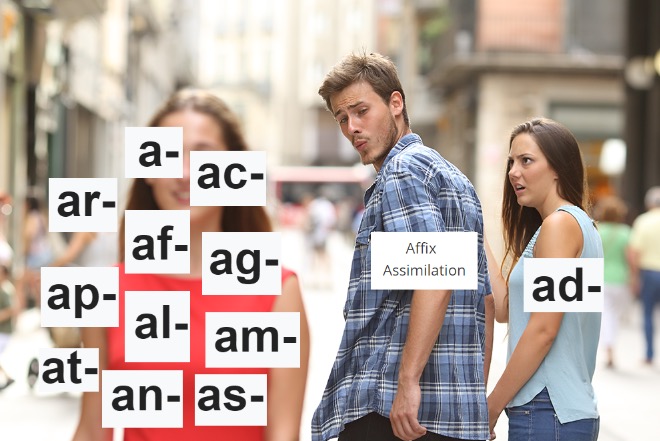 a-
ac-
ar-
af-
ag-
ap-
al-
am-
at-
an-
as-
Affix
Assimilation
ad-